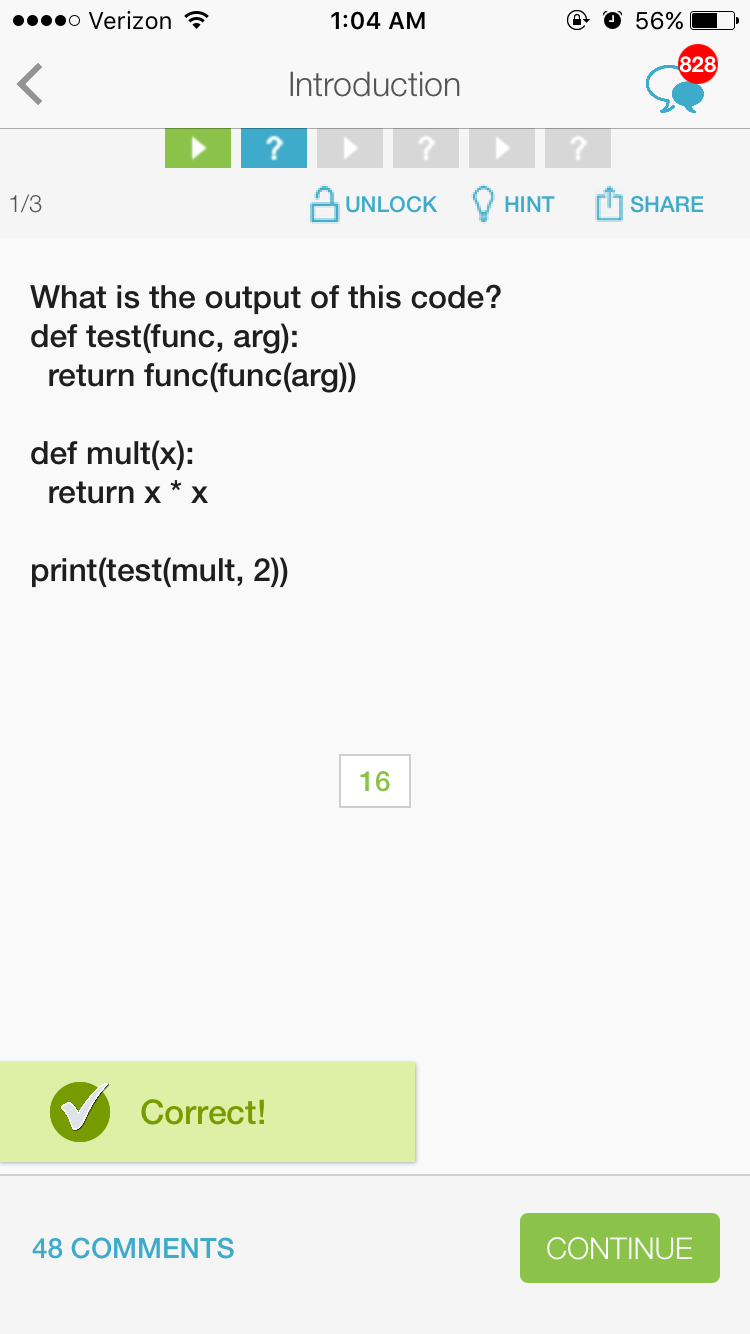 Verizon 1:04 AM 56%
Introduction 828
? ? ?
1/3 UNLOCK HINT SHARE
What is the output of this code?
def test(func, arg):
  return func(func(arg))
def mult(x):
  return x * x
print(test(mult, 2))
16
Correct!
48 COMMENTS CONTINUE